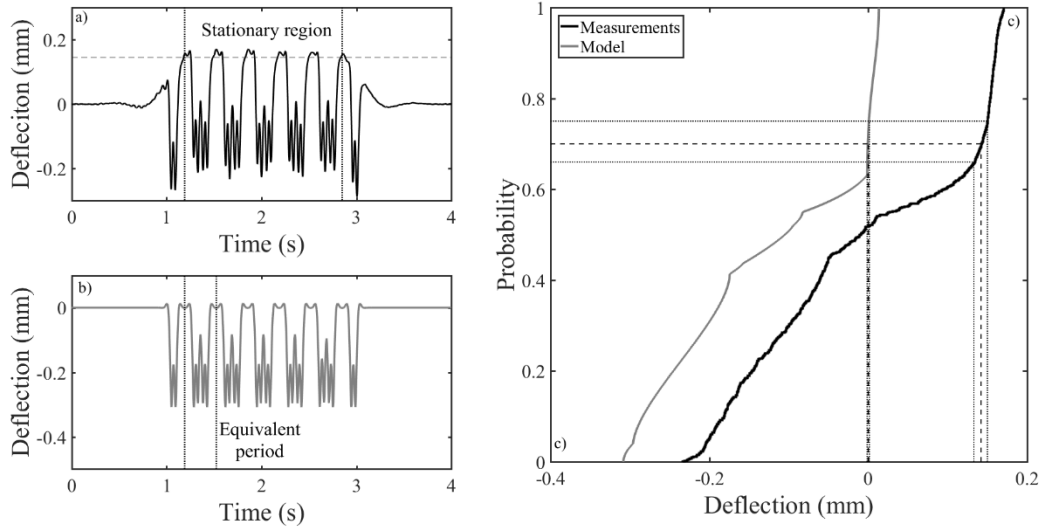 a)
Stationary region
0.2
0
-0.2
Defleciton (mm)
0 1 2 3 4
Time (s)
b)
0
-0.2
-0.4
Deflection (mm)
Equivalent
period
0 1 2 3 4
Time (s)
Measurements
Model
c)
1
0.8
0.6
0.4
0.2
0
Probability
c)
-0.4 -0.2 0 0.2
Deflection (mm)